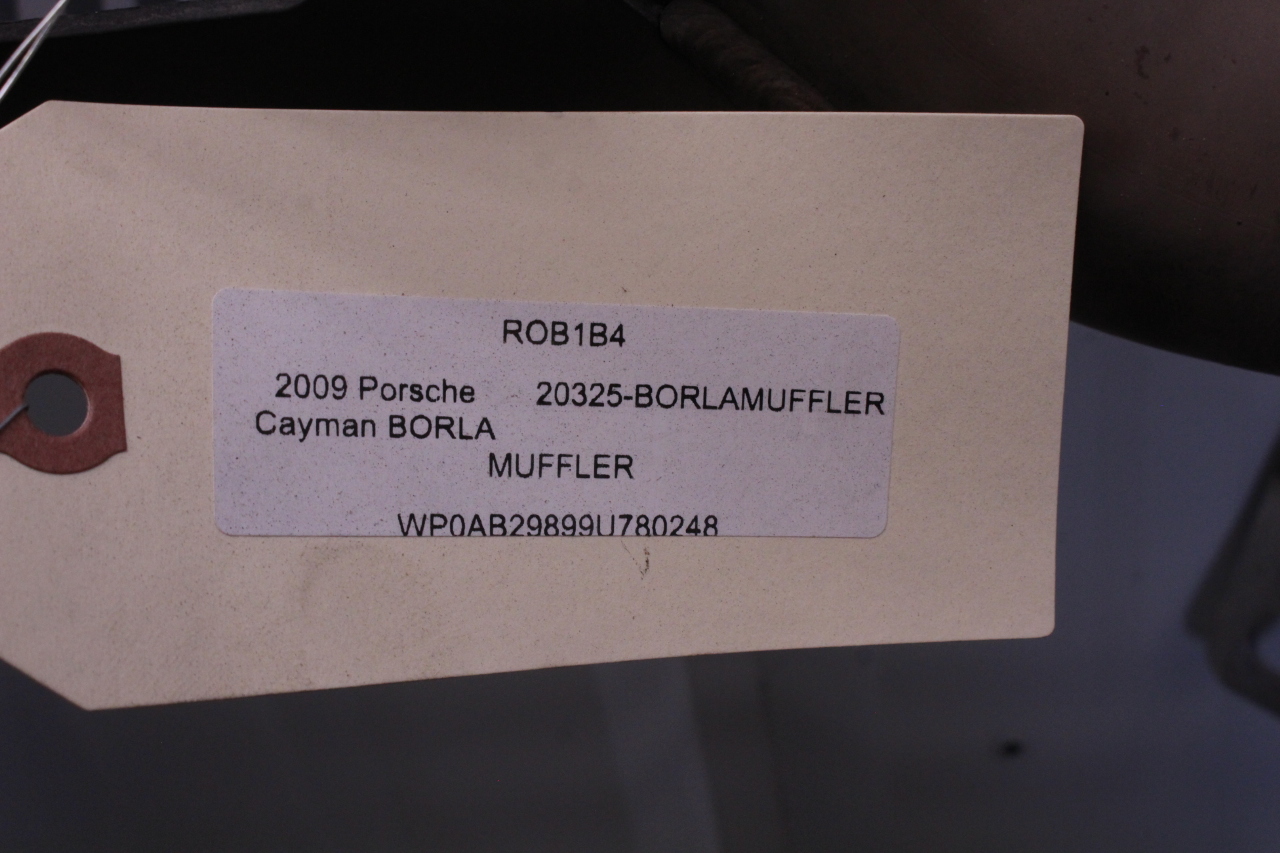 ROB1B4
2009 Porsche 20325-BORLAMUFFLER
Cayman BORLA
MUFFLER
WP0AB29899U780248